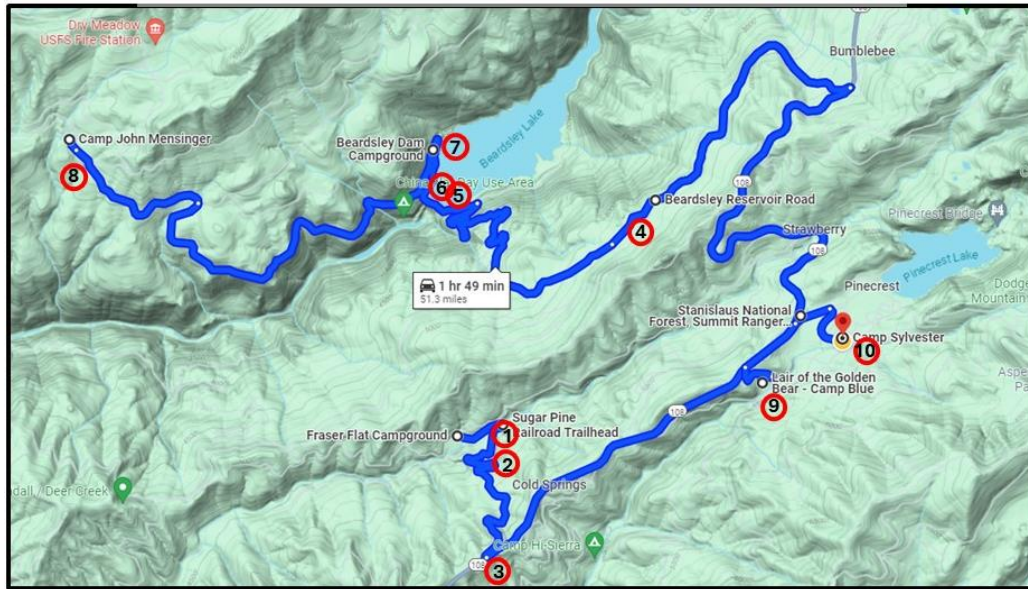 Dry Meadow
USFS Fire Station
Bumblebee
Camp John Mensinger
8
Beardsley Dam
Campground
7
Beardsley Lake
Day Use Area
6
5
108
Beardsley Reservoir Road
4
Pinecrest Bridge
Strawberry
108
Pinecrest Lake
1 hr 49 min
51.3 miles
Pinecrest
Dodge
Mountain
Stanislaus National
Forest, Summit Ranger...
Camp Sylvester
10
Lair of the Golden
Bear - Camp Blue
9
108
Sugar Pine
Railroad Trailhead
1
Fraser Flat Campground
2
Cold Springs
dall / Deer Creek
Camp Hi-Sierra
108
3